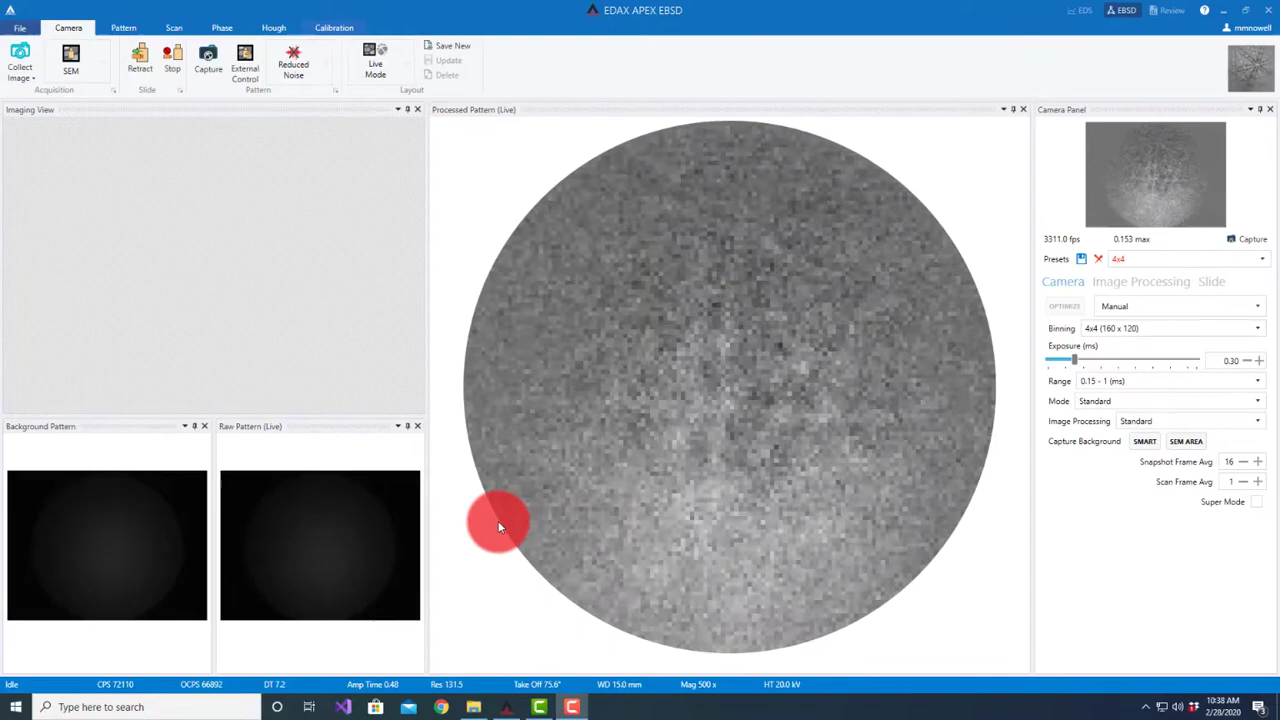 EDAX APEX EBSD
EDS EBSD Review
File Camera Pattern Scan Phase Hough Calibration
mmnowell
Collect Image
SEM
Retract
Stop
Capture
External Control
Reduced Noise
Live Mode
Save New
Update
Delete
Acquisition
Slide
Pattern
Layout
Imaging View
Processed Pattern (Live)
Camera Panel
3311.0 fps 0.153 max Capture
Presets 4x4
Camera Image Processing Slide
OPTIMIZE Manual
Binning 4x4 (160 x 120)
Exposure (ms)
0.30
Range 0.15 - 1 (ms)
Mode Standard
Image Processing Standard
Capture Background SMART SEM AREA
Snapshot Frame Avg 16
Scan Frame Avg 1
Super Mode
Background Pattern
Raw Pattern (Live)
Idle CPS 72110 OCPS 66892 DT 7.2 Amp Time 0.48 Res 131.5 Take Off 75.6° WD 15.0 mm Mag 500 x HT 20.0 kV
Type here to search
10:38 AM
2/28/2020
3